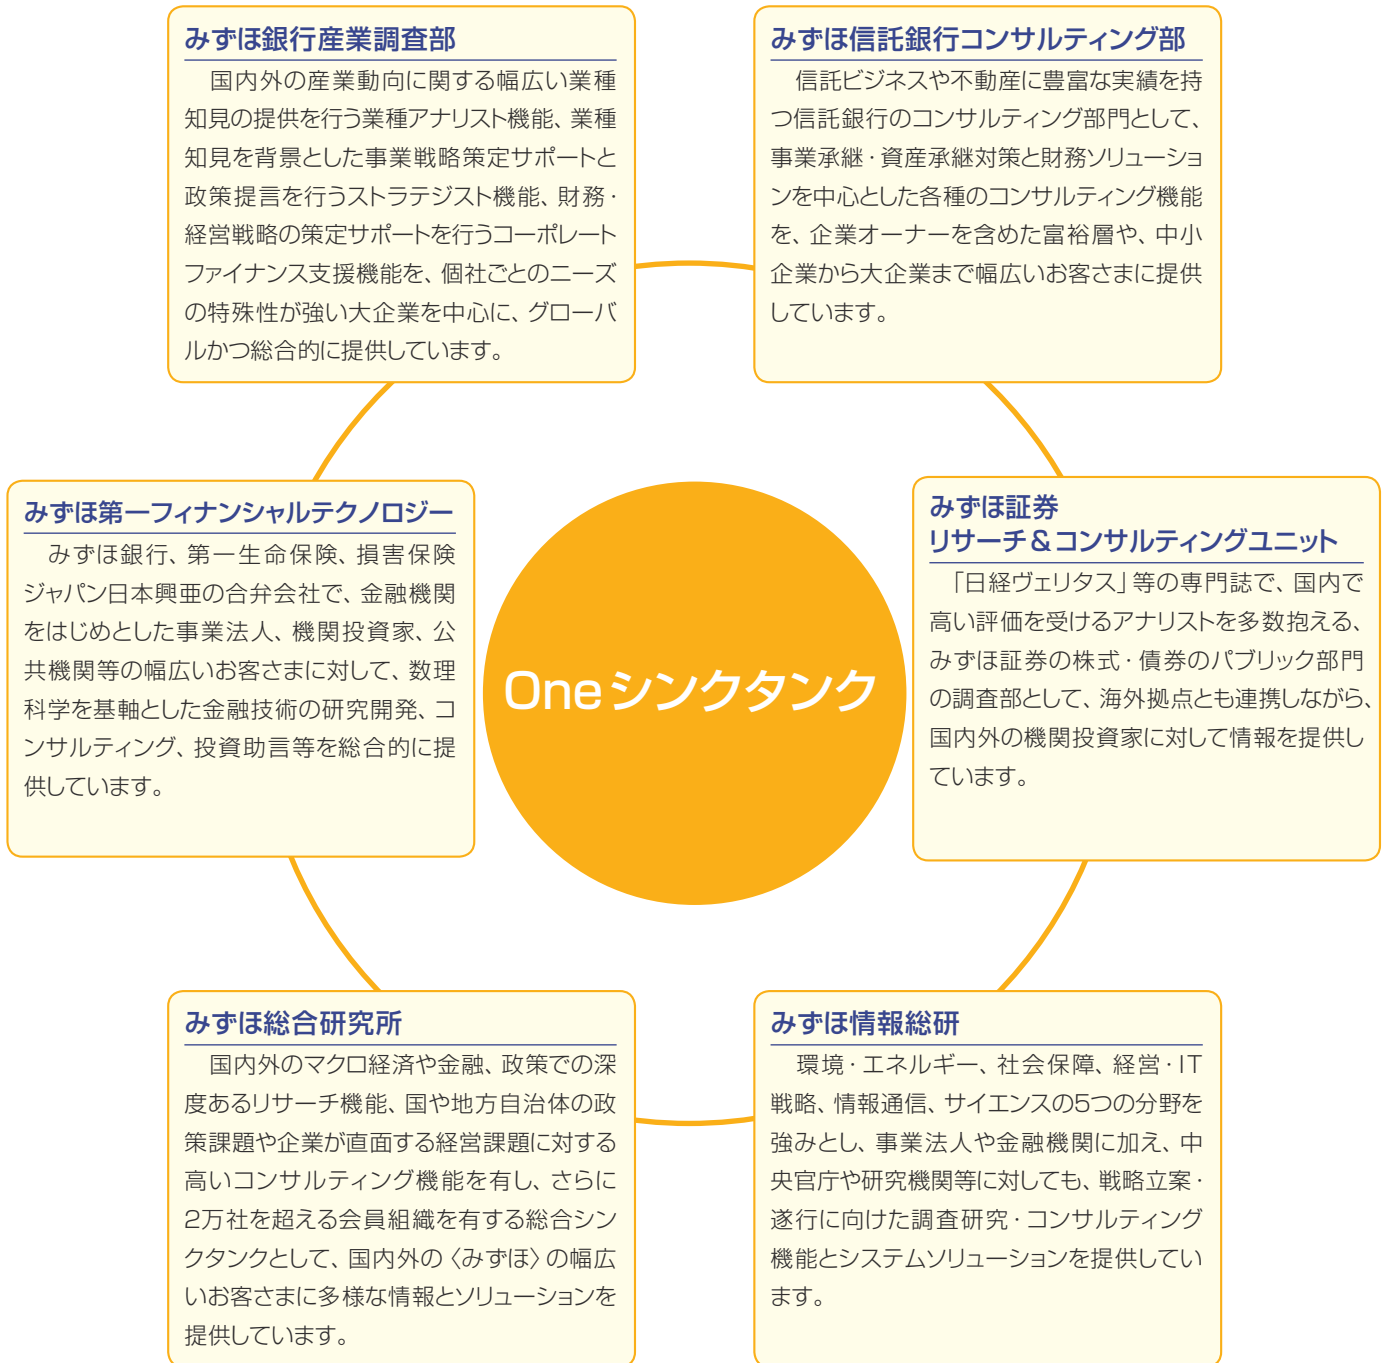 みずほ銀行産業調査部
国内外の産業動向に関する幅広い業種
知見の提供を行う業種アナリスト機能、業種
知見を背景とした事業戦略策定サポートと
政策提言を行うストラテジスト機能、財務・
経営戦略の策定サポートを行うコーポレート
ファイナンス支援機能を、個社ごとのニーズ
の特殊性が強い大企業を中心に、グローバ
ルかつ総合的に提供しています。
みずほ信託銀行コンサルティング部
信託ビジネスや不動産に豊富な実績を持
つ信託銀行のコンサルティング部門として、
事業承継・資産承継対策と財務ソリューショ
ンを中心とした各種のコンサルティング機能
を、企業オーナーを含めた富裕層や、中小
企業から大企業まで幅広いお客さまに提供
しています。
みずほ第一フィナンシャルテクノロジー
みずほ銀行、第一生命保険、損害保険
ジャパン日本興亜の合弁会社で、金融機関
をはじめとした事業法人、機関投資家、公
共機関等の幅広いお客さまに対して、数理
科学を基軸とした金融技術の研究開発、コ
ンサルティング、投資助言等を総合的に提
供しています。
Oneシンクタンク
みずほ証券
リサーチ&コンサルティングユニット
「日経ヴェリタス」等の専門誌で、国内で
高い評価を受けるアナリストを多数抱える、
みずほ証券の株式・債券のパブリック部門
の調査部として、海外拠点とも連携しながら、
国内外の機関投資家に対して情報を提供し
ています。
みずほ総合研究所
国内外のマクロ経済や金融、政策での深
度あるリサーチ機能、国や地方自治体の政
策課題や企業が直面する経営課題に対する
高いコンサルティング機能を有し、さらに
2万社を超える会員組織を有する総合シン
クタンクとして、国内外の〈みずほ〉の幅広
いお客さまに多様な情報とソリューションを
提供しています。
みずほ情報総研
環境・エネルギー、社会保障、経営・IT
戦略、情報通信、サイエンスの5つの分野を
強みとし、事業法人や金融機関に加え、中
央官庁や研究機関等に対しても、戦略立案・
遂行に向けた調査研究・コンサルティング
機能とシステムソリューションを提供してい
ます。